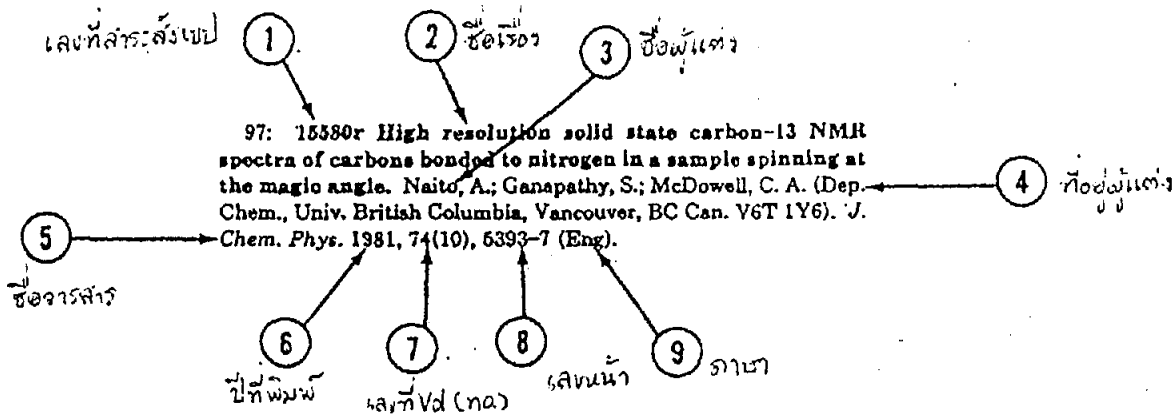 เลขที่สาระสังเขป 1 2 ชื่อเรื่อง 3 ชื่อผู้แต่ง
97: 15580r High resolution solid state carbon-13 NMR
spectra of carbons bonded to nitrogen in a sample spinning at
the magic angle. Naito, A.; Ganapathy, S.; McDowell, C. A. (Dep.
Chem., Univ. British Columbia, Vancouver, BC Can. V6T 1Y6). J.
Chem. Phys. 1981, 74(10), 5393-7 (Eng).
4 ที่อยู่ผู้แต่ง
5
ชื่อวารสาร
6 7 8 9 ภาษา
ปีที่พิมพ์ เลขที่ Vol (no) เลขหน้า